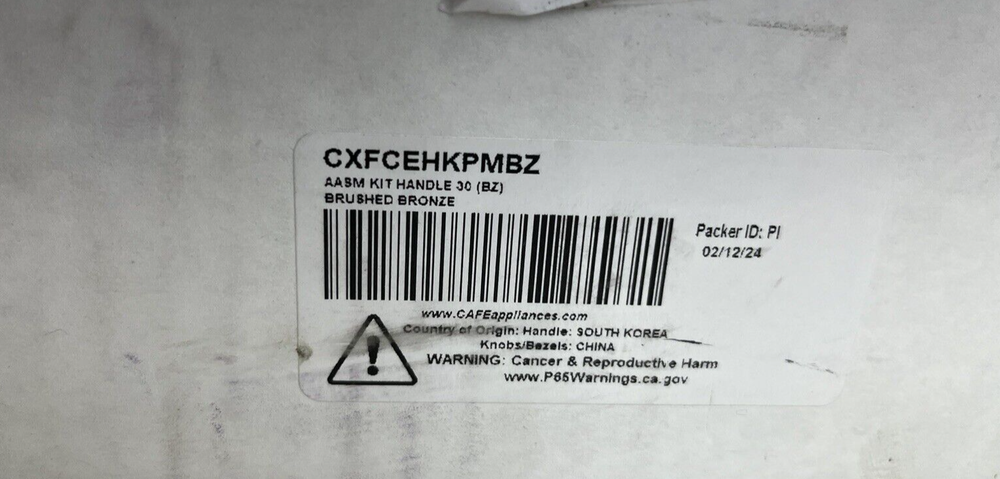 CXFCEHKPMBZ
AASM KIT HANDLE 30 (BZ)
BRUSHED BRONZE
Packer ID: PI
02/12/24
www.CAFEappliances.com
Country of Origin: Handle: SOUTH KOREA
Knobs/Bezels: CHINA
WARNING: Cancer & Reproductive Harm
www.P65Warnings.ca.gov